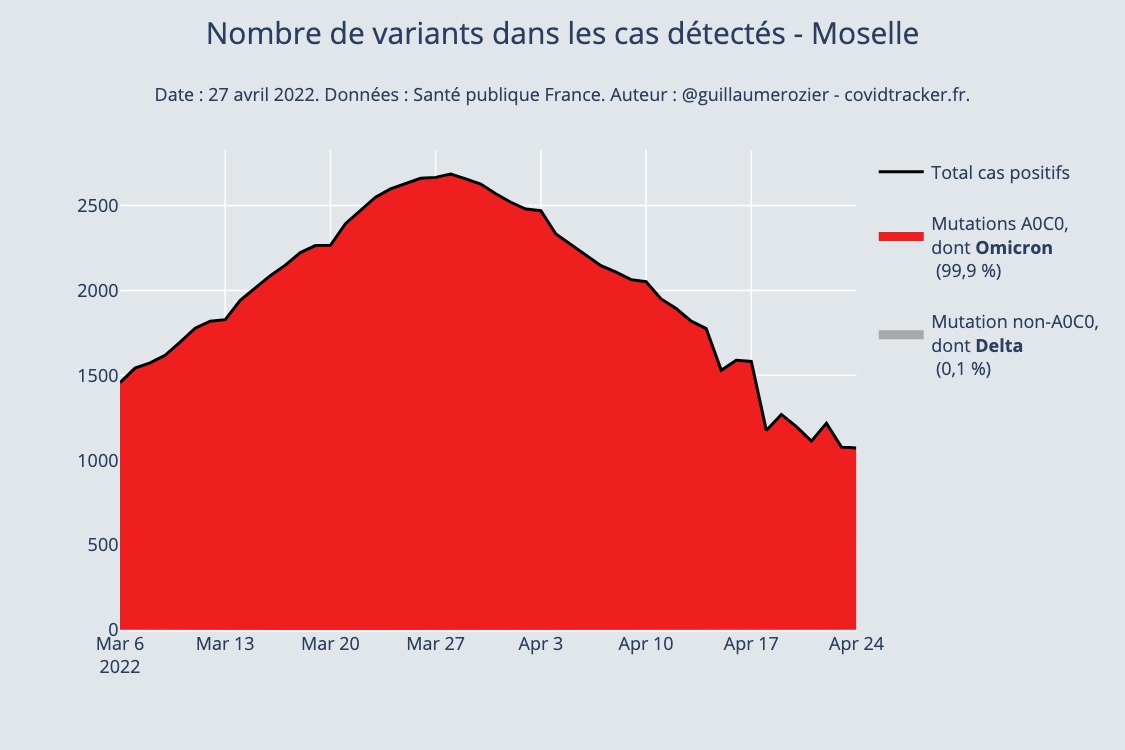 Nombre de variants dans les cas détectés - Moselle
Date : 27 avril 2022. Données : Santé publique France. Auteur : @guillaumerozier - covidtracker.fr.
Total cas positifs
Mutations A0C0,
dont Omicron
(99,9 %)
Mutation non-A0C0,
dont Delta
(0,1 %)
2500
2000
1500
1000
500
0
Mar 6 Mar 13 Mar 20 Mar 27 Apr 3 Apr 10 Apr 17 Apr 24
2022